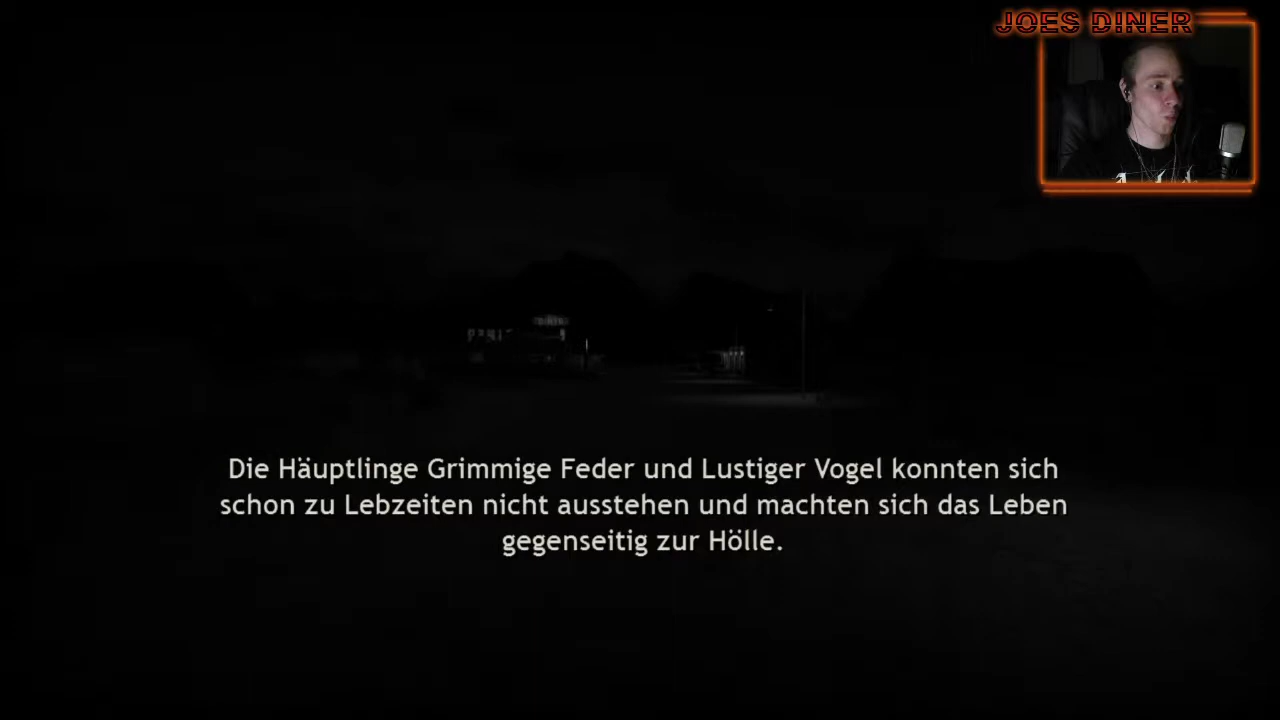 JOES DINER
Die Häuptlinge Grimmige Feder und Lustiger Vogel konnten sich
schon zu Lebzeiten nicht ausstehen und machten sich das Leben
gegenseitig zur Hölle.